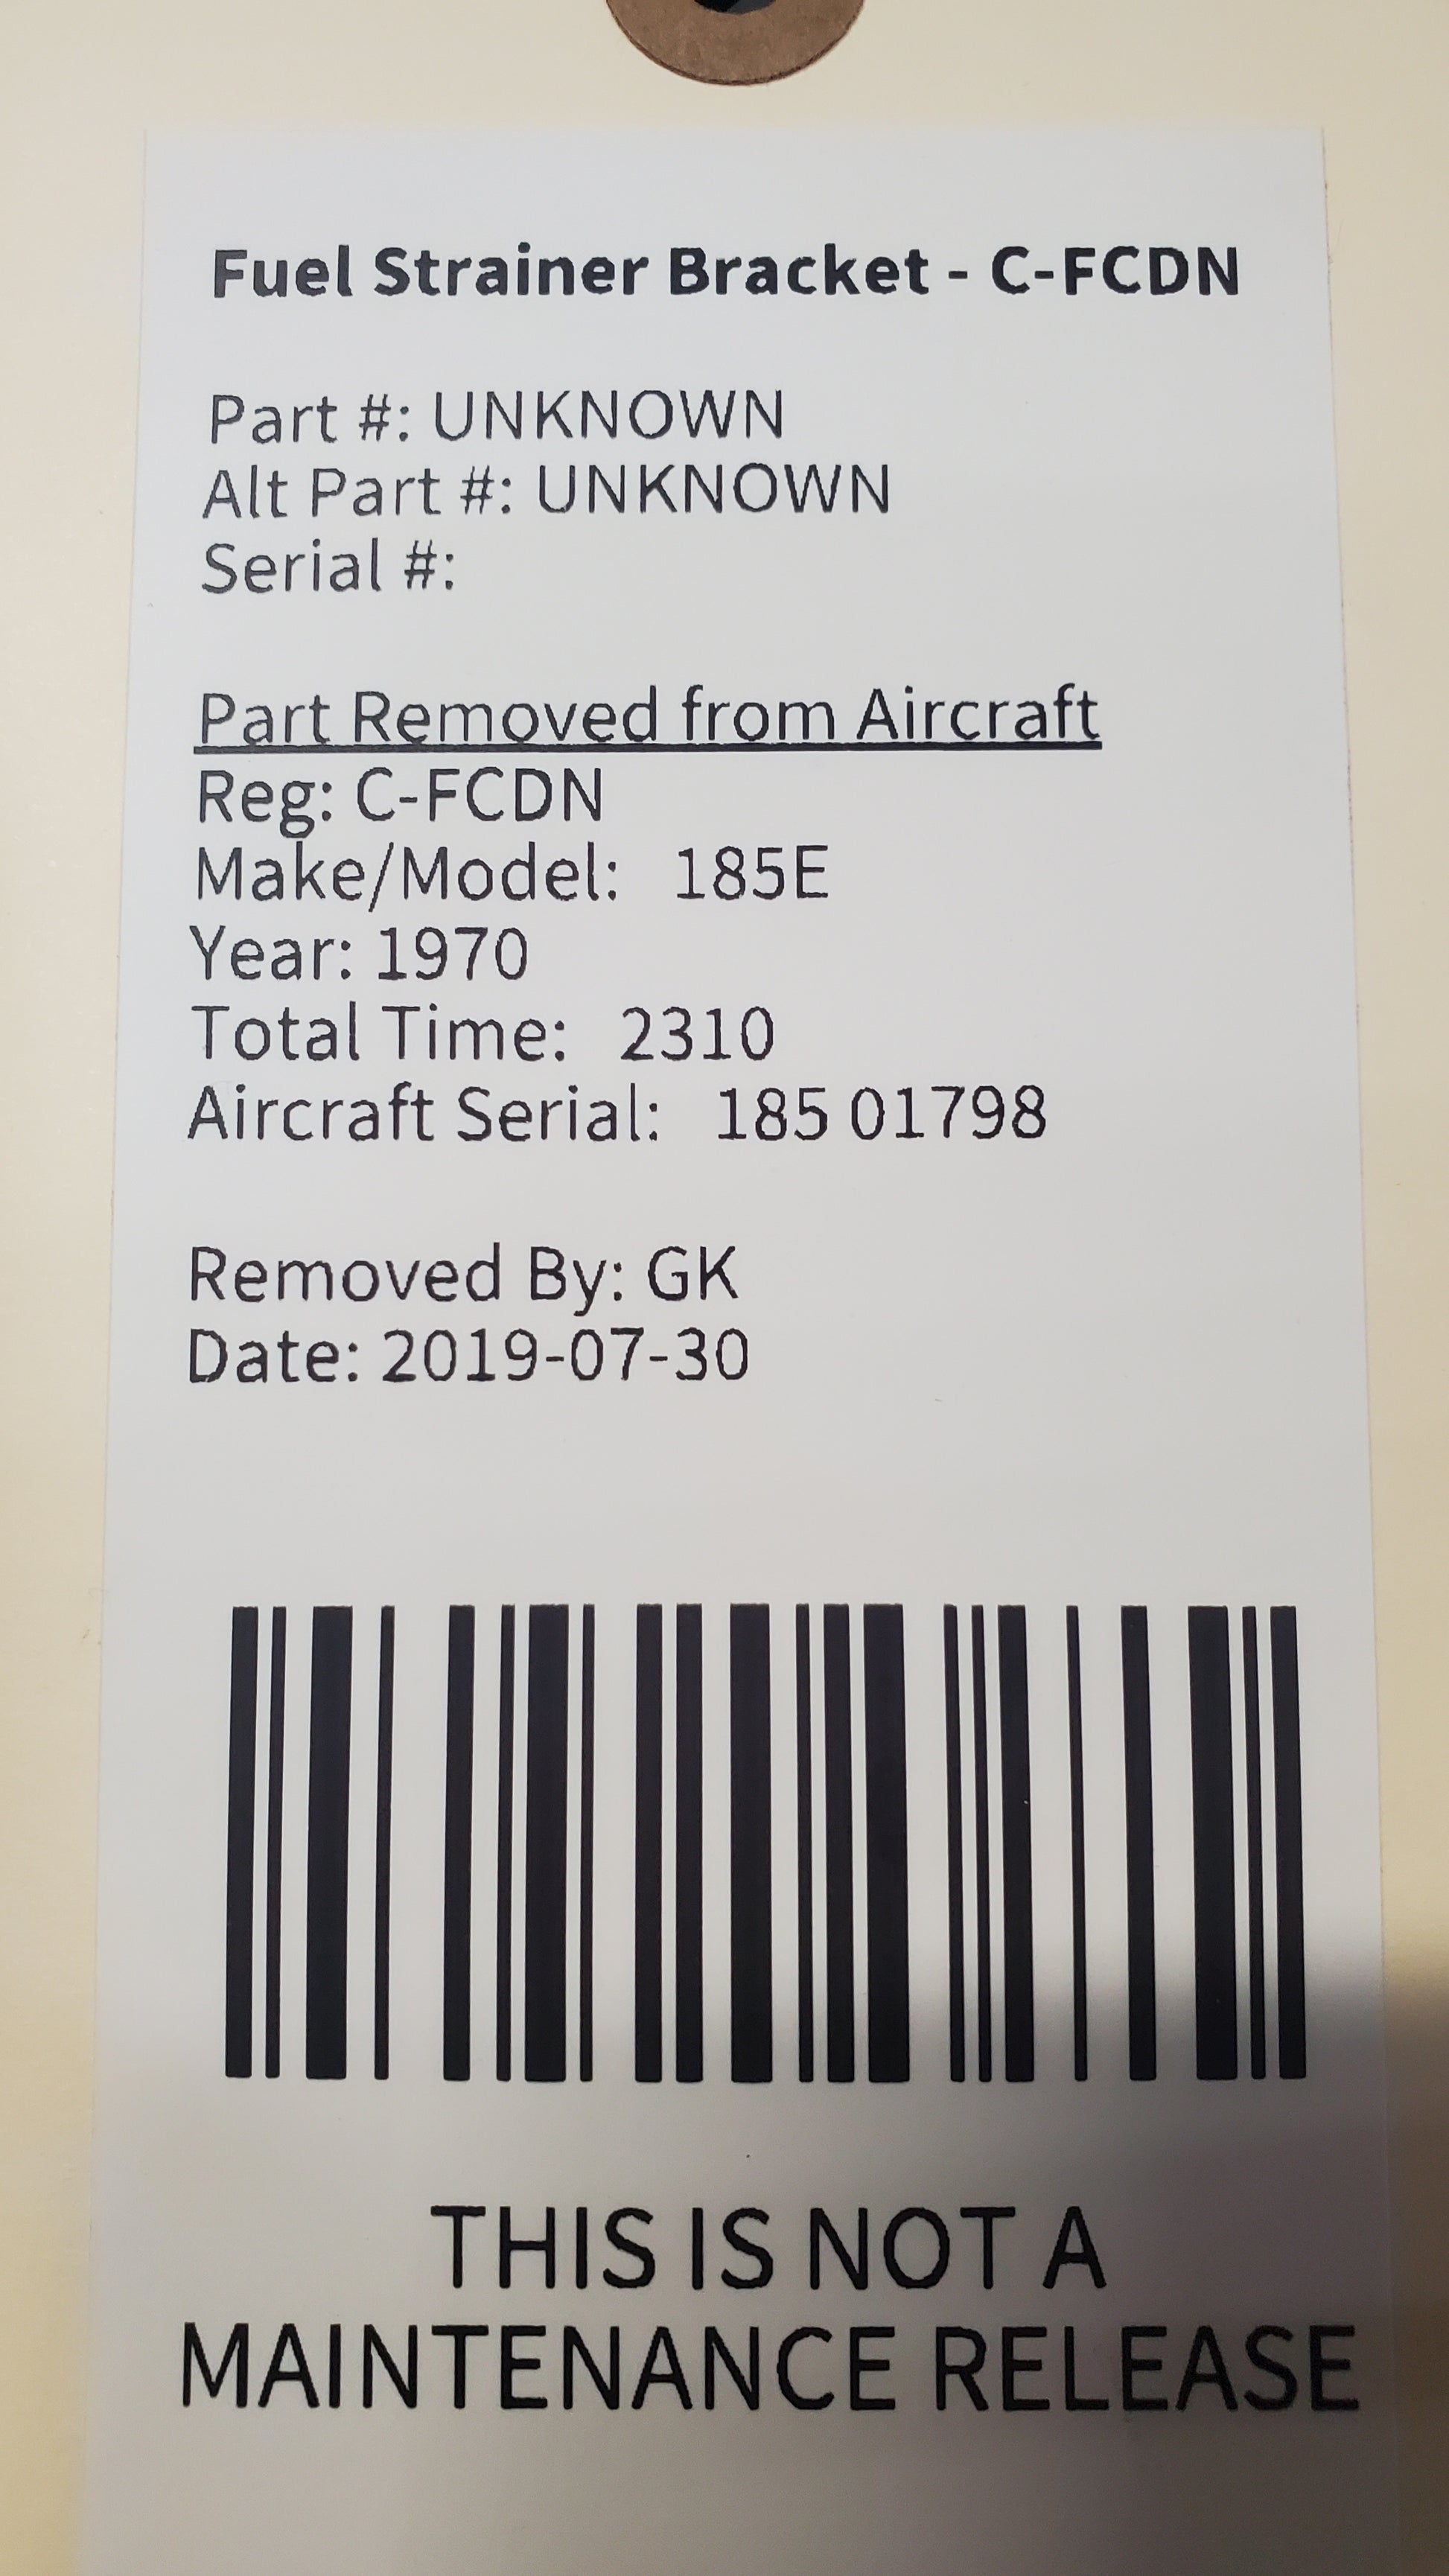 Fuel Strainer Bracket - C-FCDN
Part #: UNKNOWN
Alt Part #: UNKNOWN
Serial #:
Part Removed from Aircraft
Reg: C-FCDN
Make/Model: 185E
Year: 1970
Total Time: 2310
Aircraft Serial: 185 01798
Removed By: GK
Date: 2019-07-30
THIS IS NOT A
MAINTENANCE RELEASE